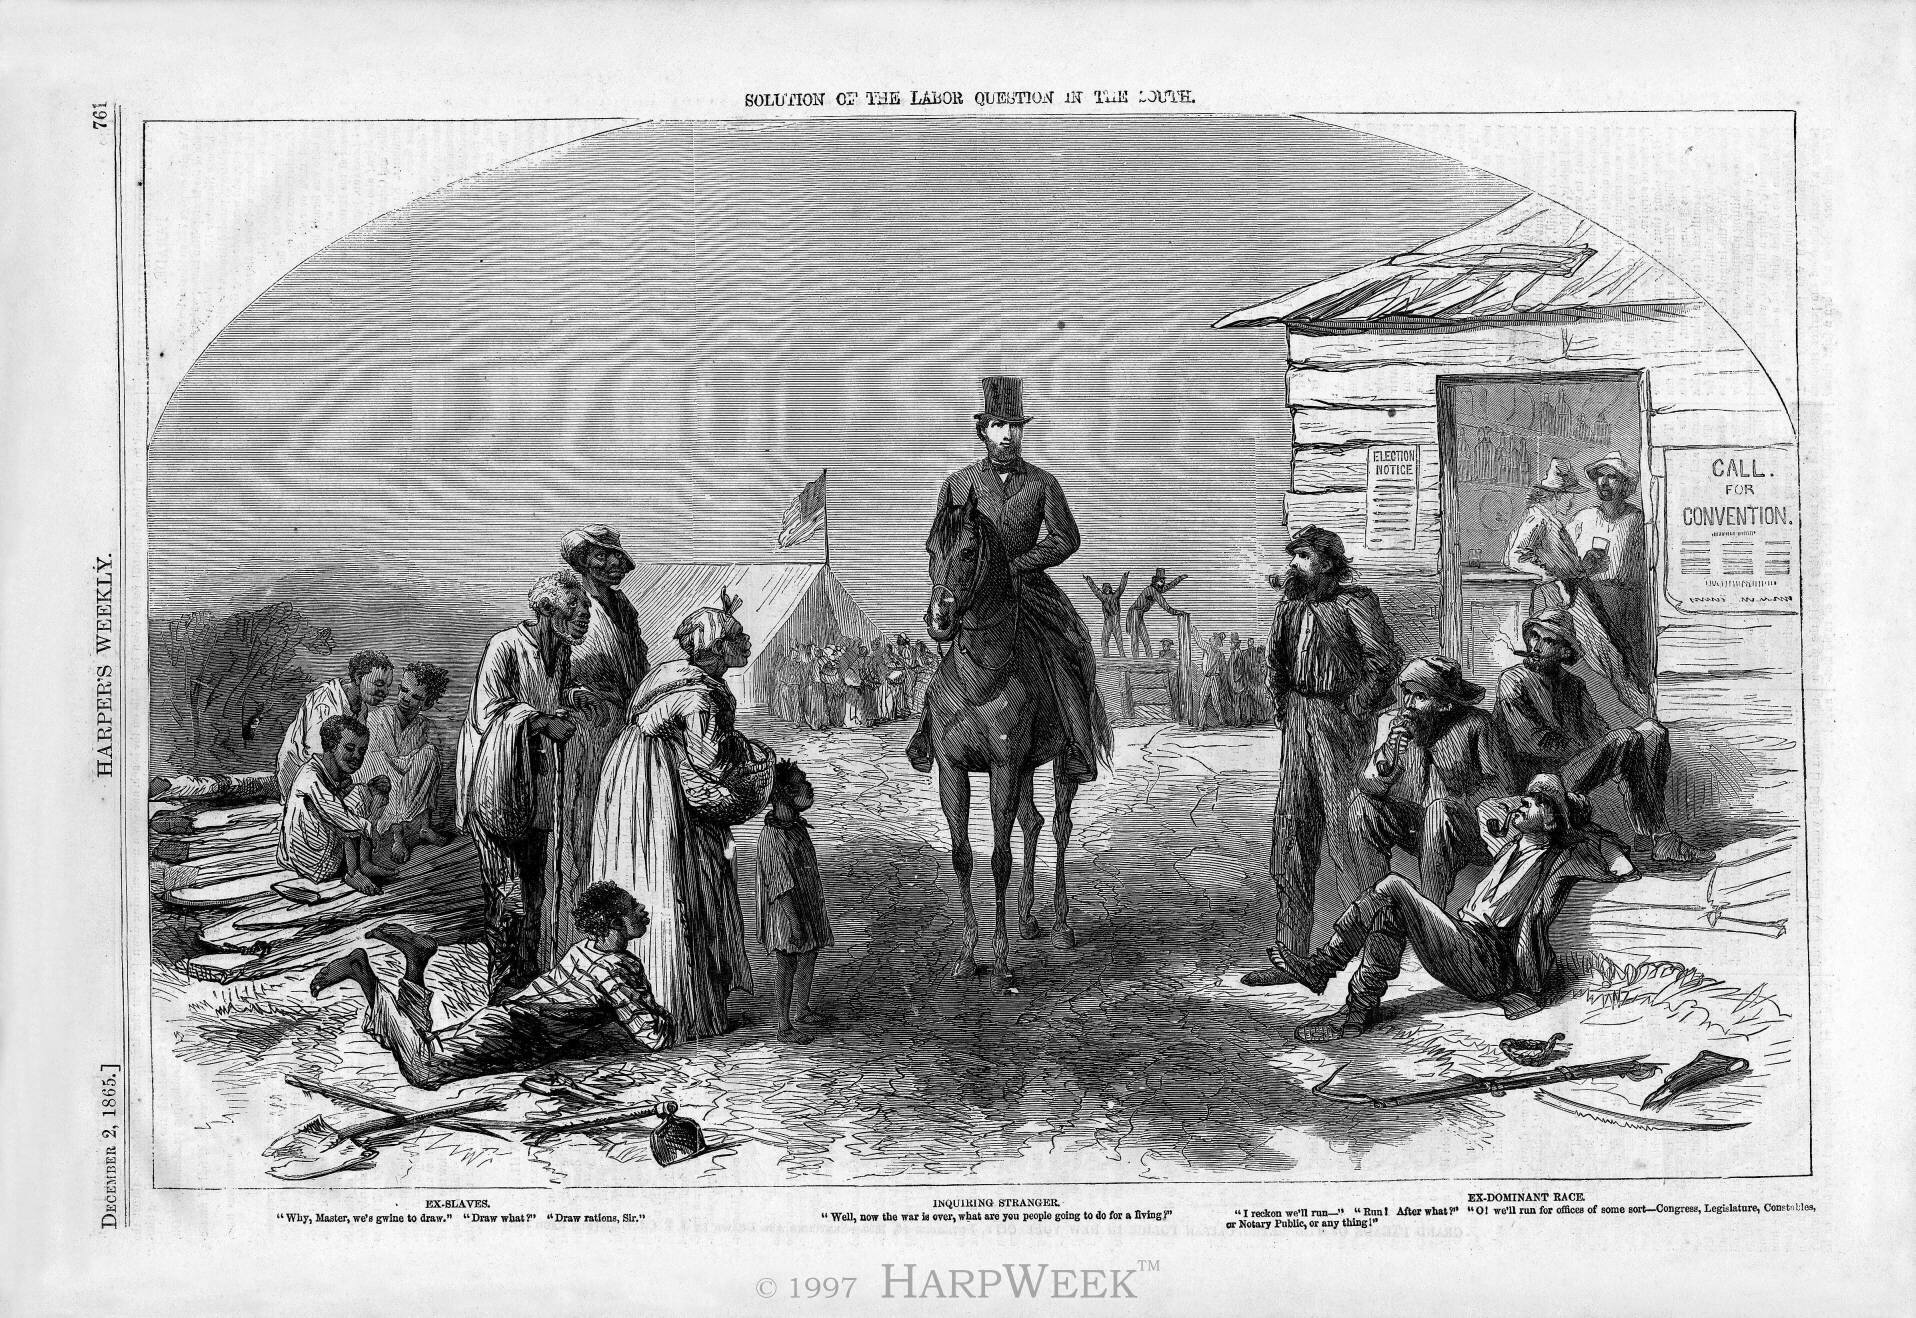 SOLUTION OF THE LABOR QUESTION IN THE SOUTH.
761
HARPER'S WEEKLY.
DECEMBER 2, 1865.]
ELECTION
NOTICE
CALL.
FOR
CONVENTION.
EX-SLAVES.
"Why, Master, we's gwine to draw." "Draw what?" "Draw rations, Sir."
INQUIRING STRANGER.
"Well, now the war is over, what are you people going to do for a living?"
EX-DOMINANT RACE.
"I reckon we'll run—" "Run! After what?" "O! we'll run for offices of some sort—Congress, Legislature, Constables,
or Notary Public, or any thing!"
© 1997 HARPWEEK™